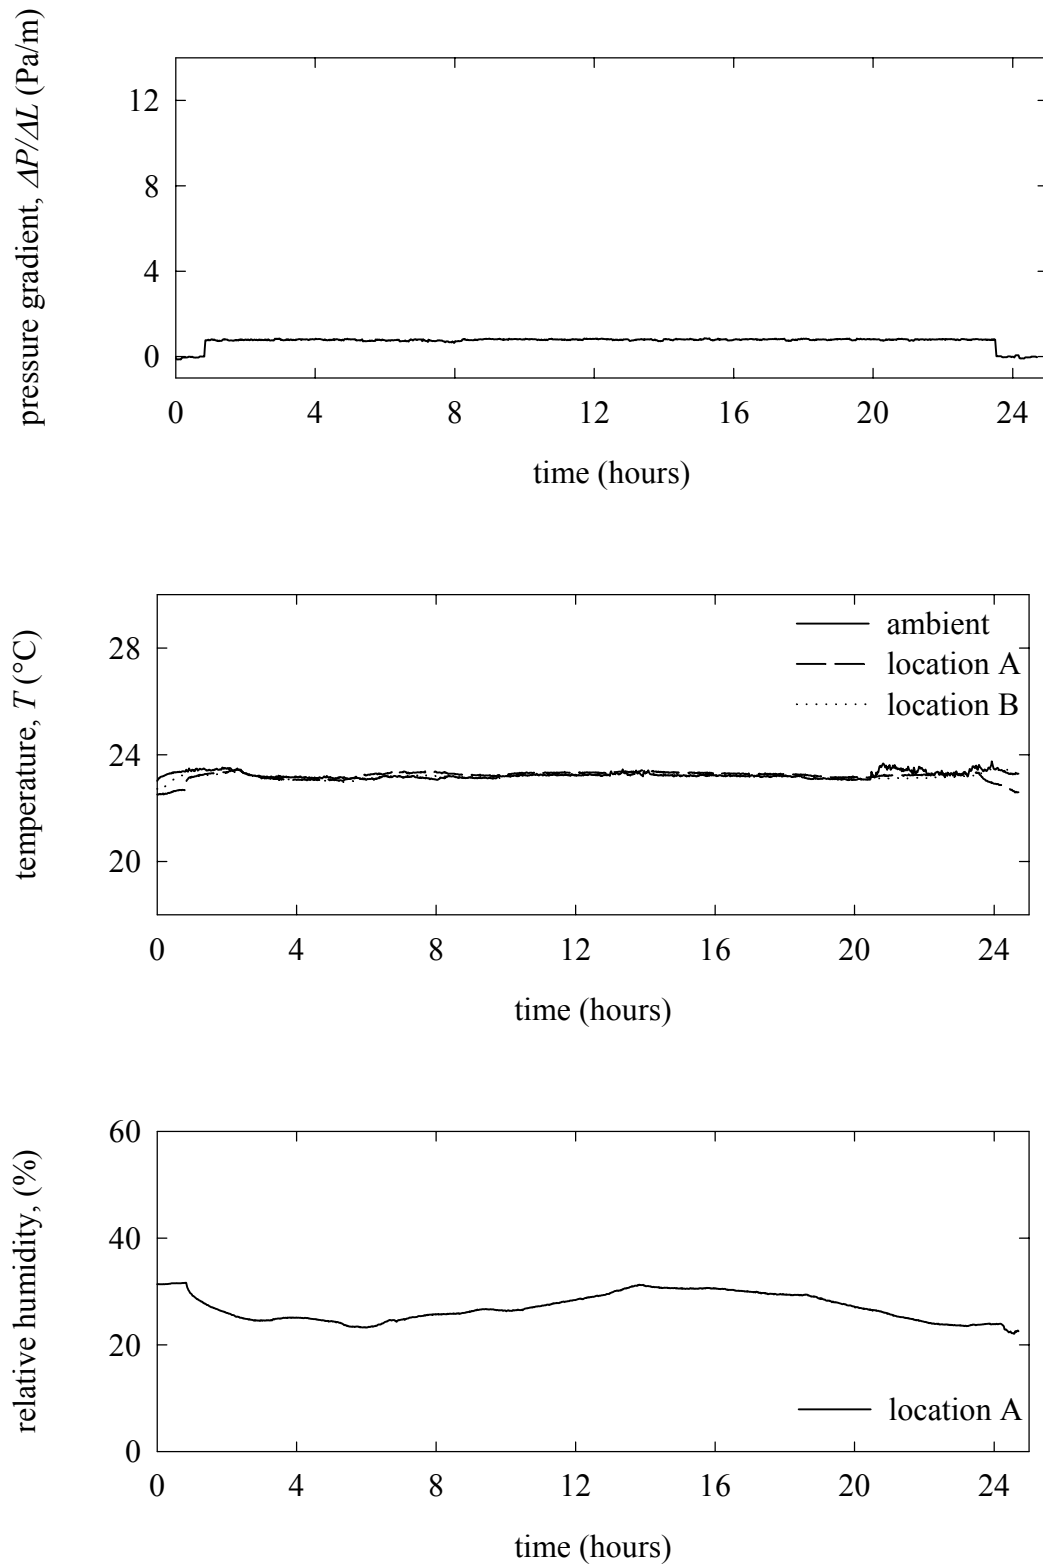 pressure gradient, ΔP/ΔL (Pa/m)
12
8
4
0
0 4 8 12 16 20 24
time (hours)
temperature, T (°C)
28
24
20
ambient
location A
location B
0 4 8 12 16 20 24
time (hours)
relative humidity, (%)
60
40
20
0
location A
0 4 8 12 16 20 24
time (hours)